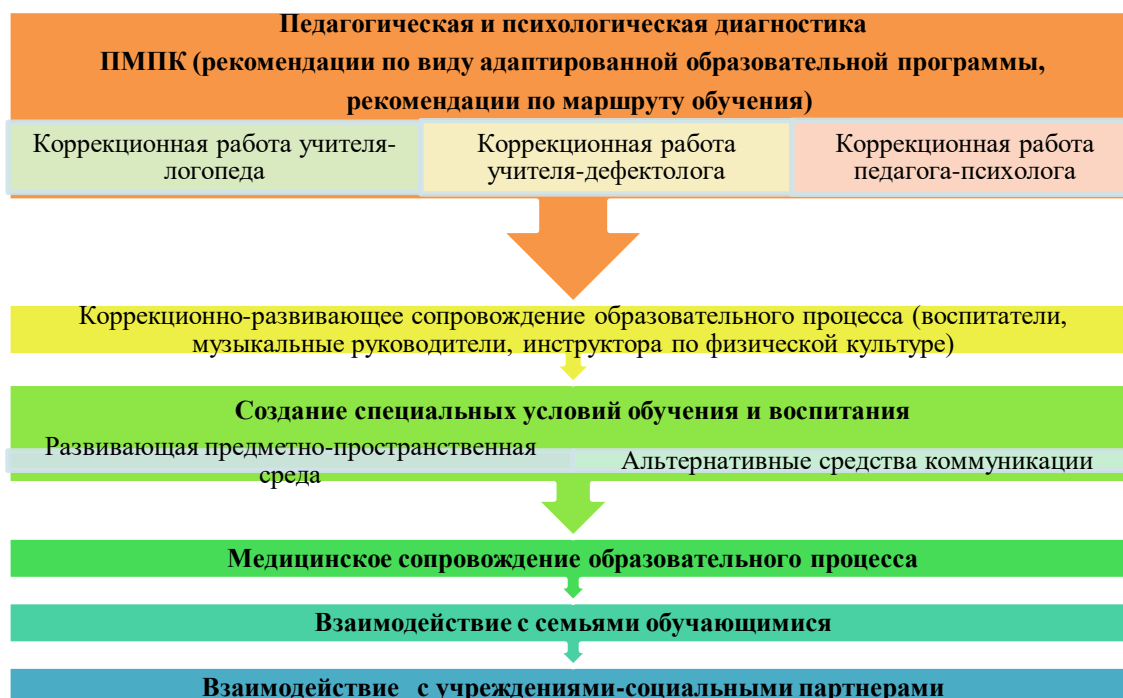 Педагогическая и психологическая диагностика
ПМПК (рекомендации по виду адаптированной образовательной программы,
рекомендации по маршруту обучения)
Коррекционная работа учителя-
логопеда
Коррекционная работа
учителя-дефектолога
Коррекционная работа
педагога-психолога
Коррекционно-развивающее сопровождение образовательного процесса (воспитатели,
музыкальные руководители, инструктора по физической культуре)
Создание специальных условий обучения и воспитания
Развивающая предметно-пространственная
среда
Альтернативные средства коммуникации
Медицинское сопровождение образовательного процесса
Взаимодействие с семьями обучающимися
Взаимодействие с учреждениями-социальными партнерами